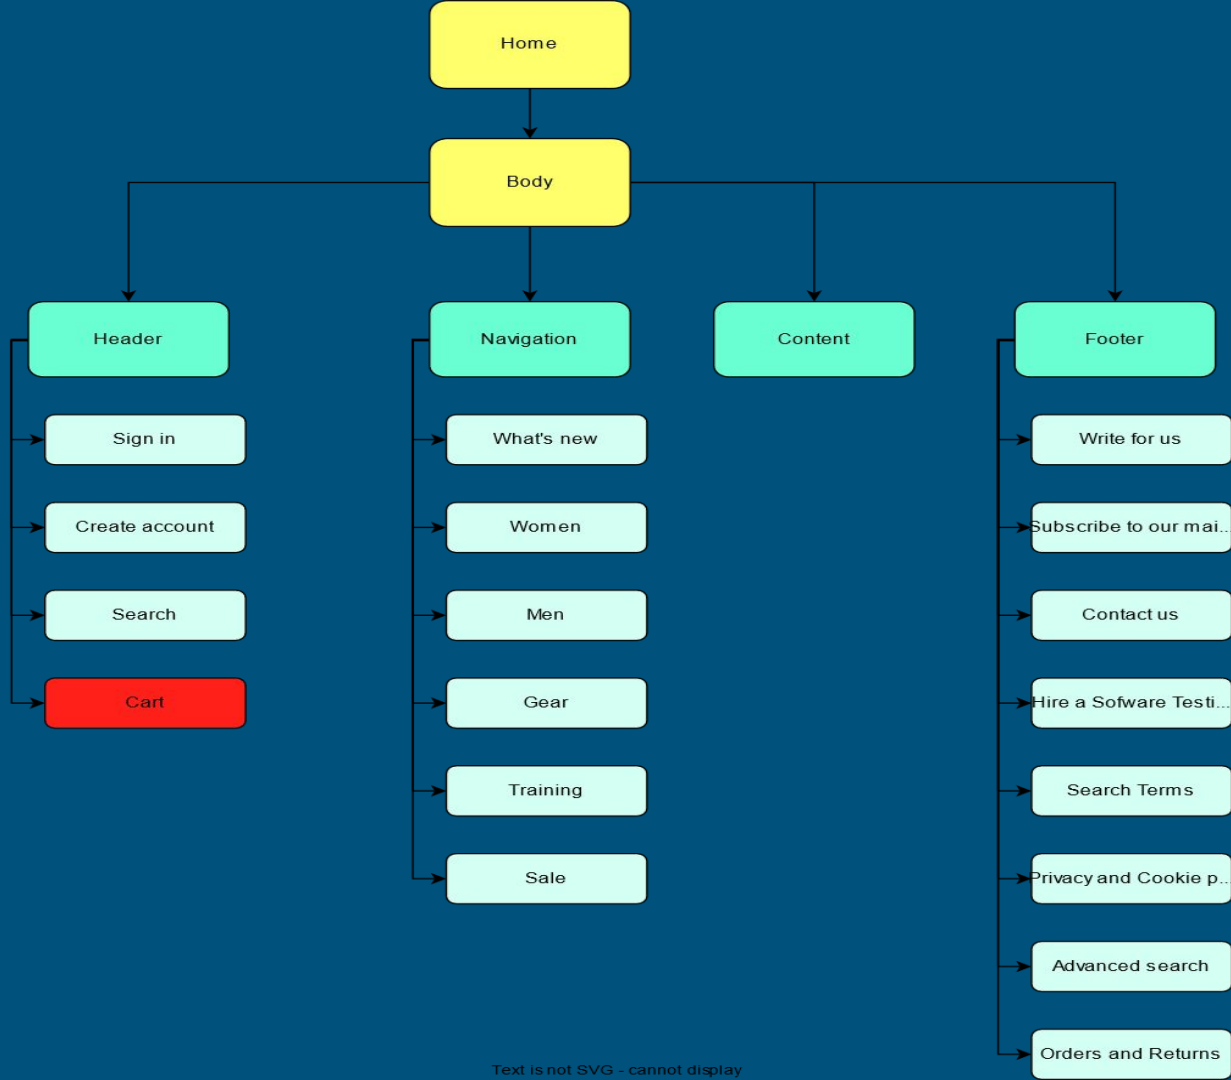 Home
Body
Header
Navigation
Content
Footer
Sign in
What's new
Write for us
Create account
Women
Subscribe to our mai...
Search
Men
Contact us
Cart
Gear
Hire a Sofware Testi...
Training
Search Terms
Sale
Privacy and Cookie p...
Advanced search
Orders and Returns
Text is not SVG - cannot display